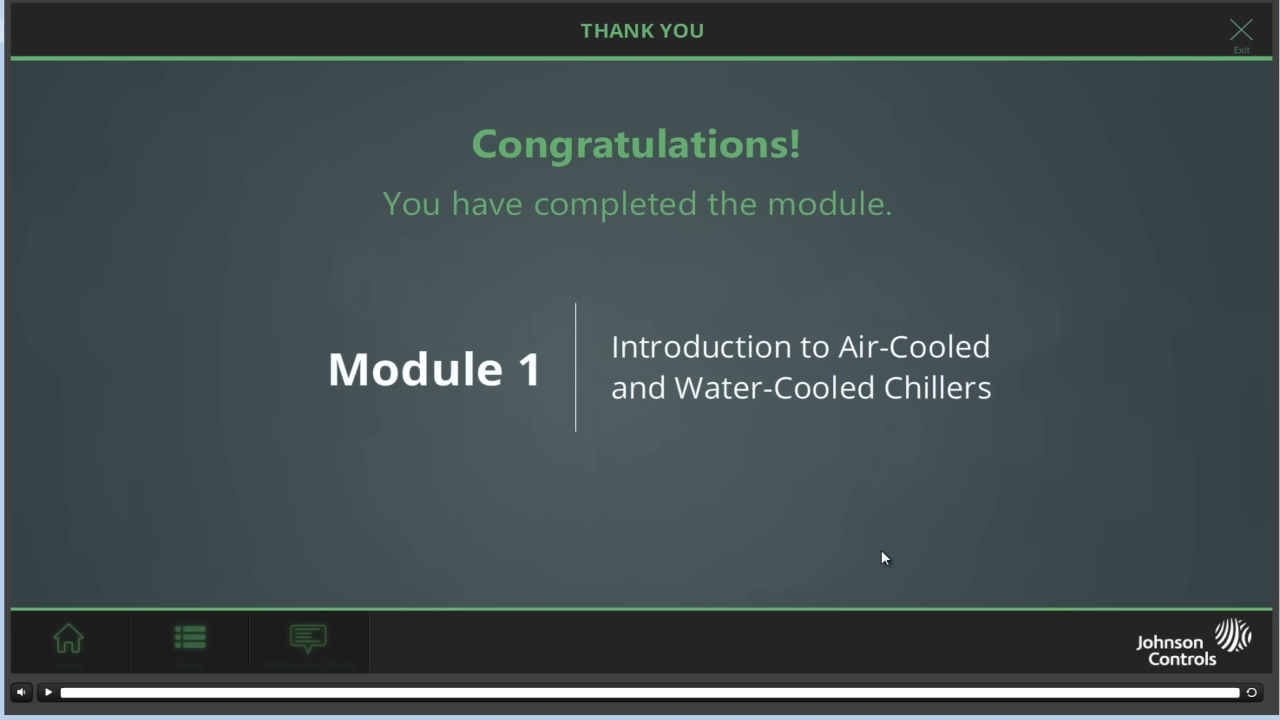 THANK YOU
Exit
Congratulations!
You have completed the module.
Module 1
Introduction to Air-Cooled
and Water-Cooled Chillers
Johnson
Controls